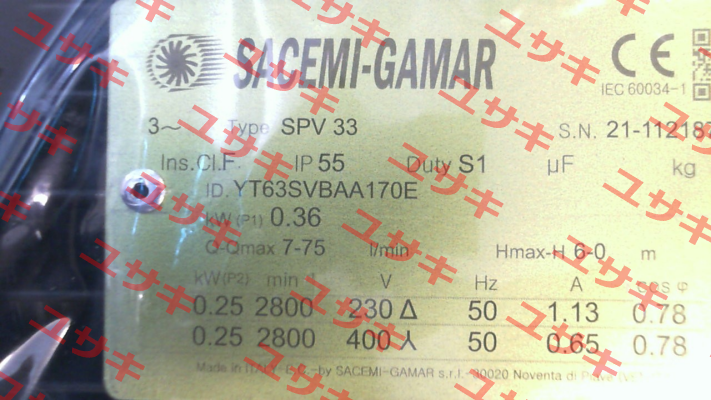 SACEMI-GAMAR
CE
IEC 60034-1
3~ Type SPV 33 S.N. 21-112187
Ins.Cl.F. IP 55 Duty S1 µF kg
ID. YT63SVBAA170E
kW (P1) 0.36
Q-Qmax 7-75 l/min Hmax-H 6-0 m
kW(P2) min V Hz A cos φ
0.25 2800 230 Δ 50 1.13 0.78
0.25 2800 400 人 50 0.65 0.78
Made in ITALY by SACEMI-GAMAR s.r.l. 30020 Noventa di Piave
ユサキ